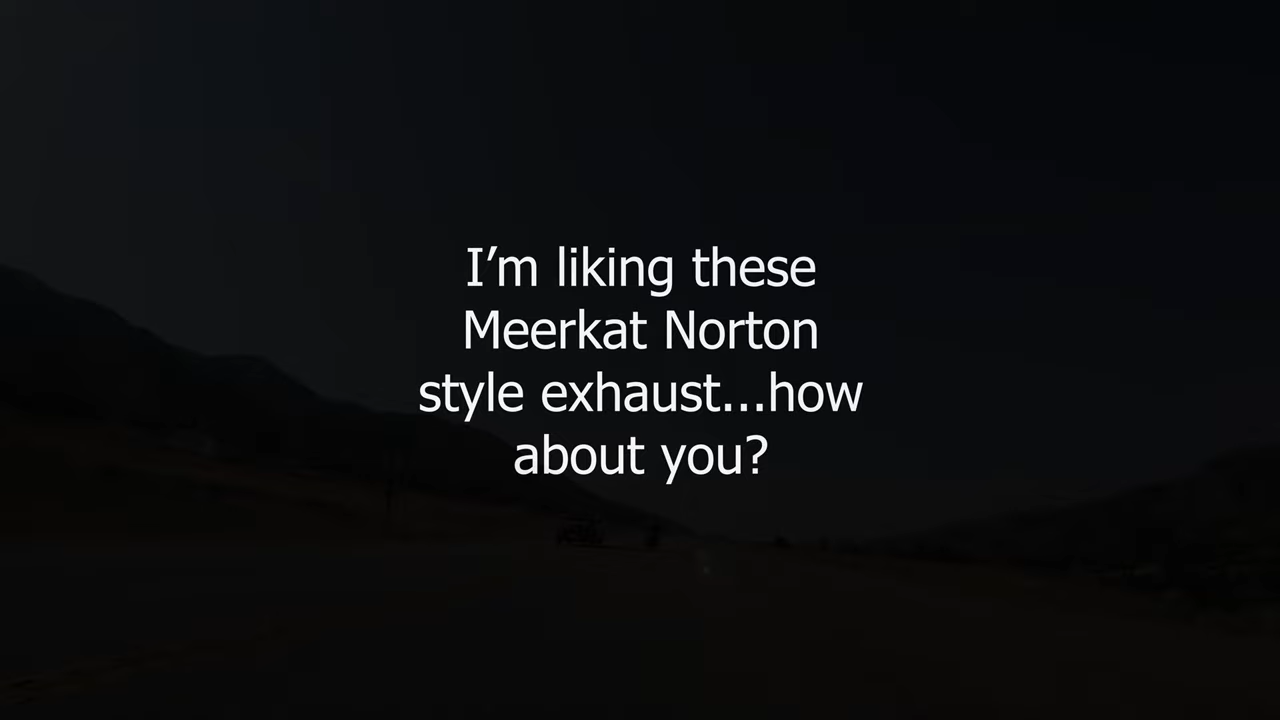 I’m liking these
Meerkat Norton
style exhaust...how
about you?